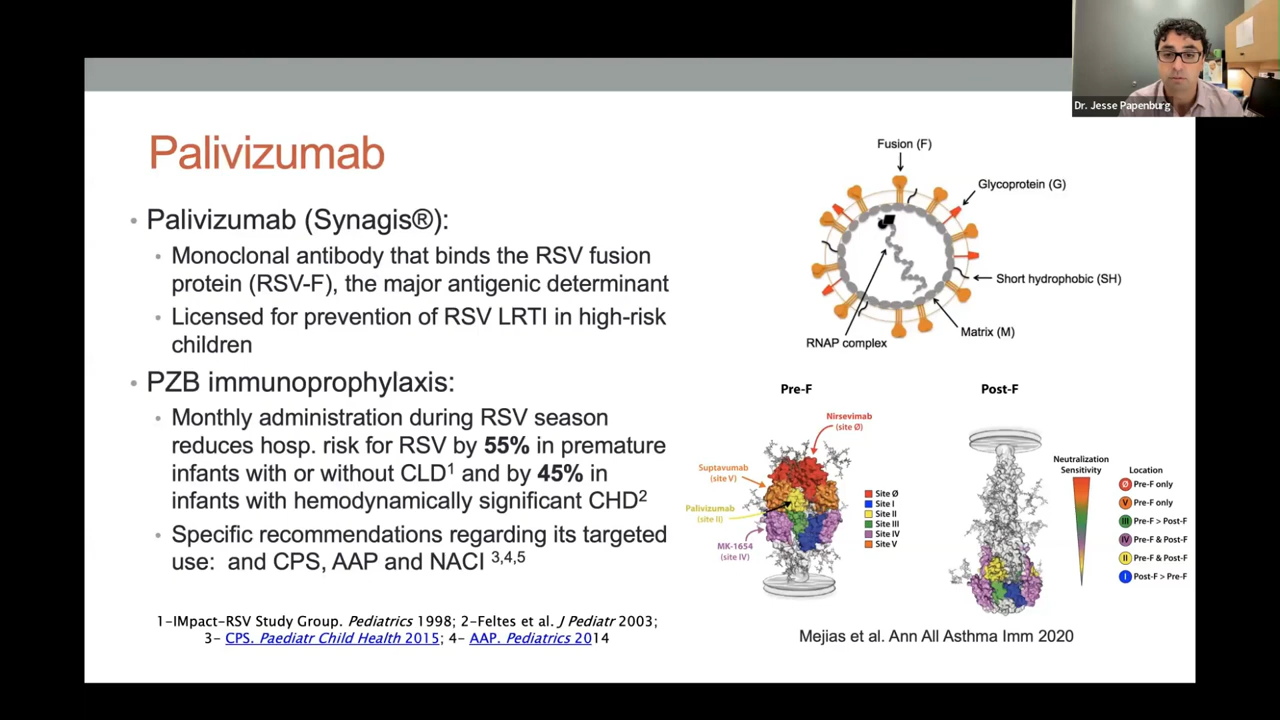 Dr. Jesse Papenburg
Palivizumab
• Palivizumab (Synagis®):
• Monoclonal antibody that binds the RSV fusion
protein (RSV-F), the major antigenic determinant
• Licensed for prevention of RSV LRTI in high-risk
children
• PZB immunoprophylaxis:
• Monthly administration during RSV season
reduces hosp. risk for RSV by 55% in premature
infants with or without CLD1 and by 45% in
infants with hemodynamically significant CHD2
• Specific recommendations regarding its targeted
use: and CPS, AAP and NACI 3,4,5
1-IMpact-RSV Study Group. Pediatrics 1998; 2-Feltes et al. J Pediatr 2003;
3- CPS. Paediatr Child Health 2015; 4- AAP. Pediatrics 2014
Fusion (F)
Glycoprotein (G)
Short hydrophobic (SH)
Matrix (M)
RNAP complex
Pre-F
Nirsevimab
(site Ø)
Suptavumab
(site V)
Palivizumab
(site II)
MK-1654
(site IV)
Site Ø
Site I
Site II
Site III
Site IV
Site V
Post-F
Neutralization
Sensitivity
Location
Ø Pre-F only
V Pre-F only
III Pre-F > Post-F
IV Pre-F & Post-F
II Pre-F & Post-F
I Post-F > Pre-F
Mejias et al. Ann All Asthma Imm 2020